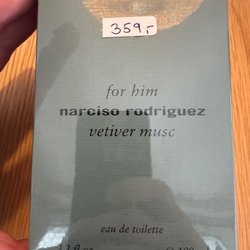 359,-
for him
narciso rodriguez
vetiver musc
eau de toilette